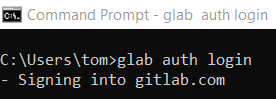 Command Prompt - glab  auth login
C:\Users\tom>glab auth login
- Signing into gitlab.com